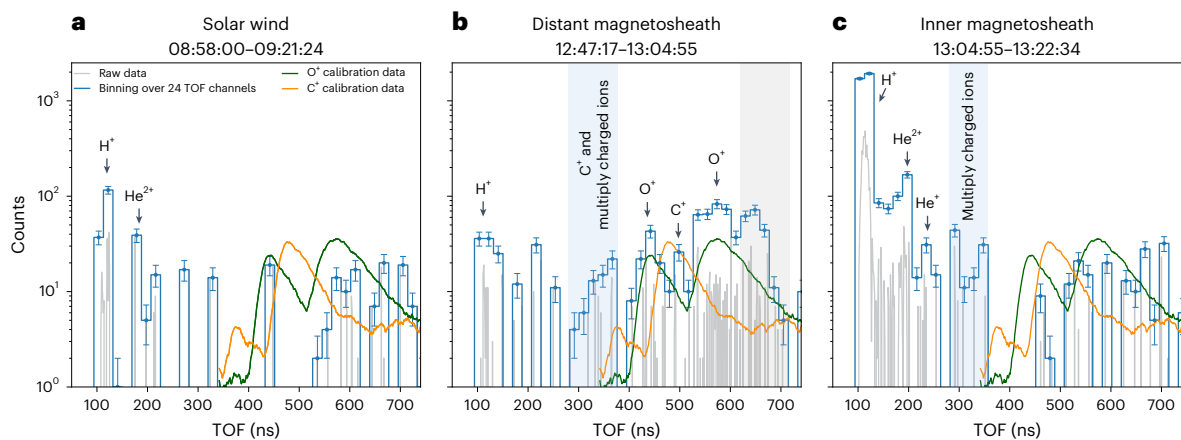 a
Solar wind
08:58:00–09:21:24
Raw data
Binning over 24 TOF channels
O⁺ calibration data
C⁺ calibration data
H⁺
He²⁺
Counts
10³
10²
10¹
10⁰
100 200 300 400 500 600 700
TOF (ns)
b
Distant magnetosheath
12:47:17–13:04:55
H⁺
C⁺ and
multiply charged ions
O⁺
C⁺
O⁺
100 200 300 400 500 600 700
TOF (ns)
c
Inner magnetosheath
13:04:55–13:22:34
H⁺
He²⁺
He⁺
Multiply charged ions
100 200 300 400 500 600 700
TOF (ns)